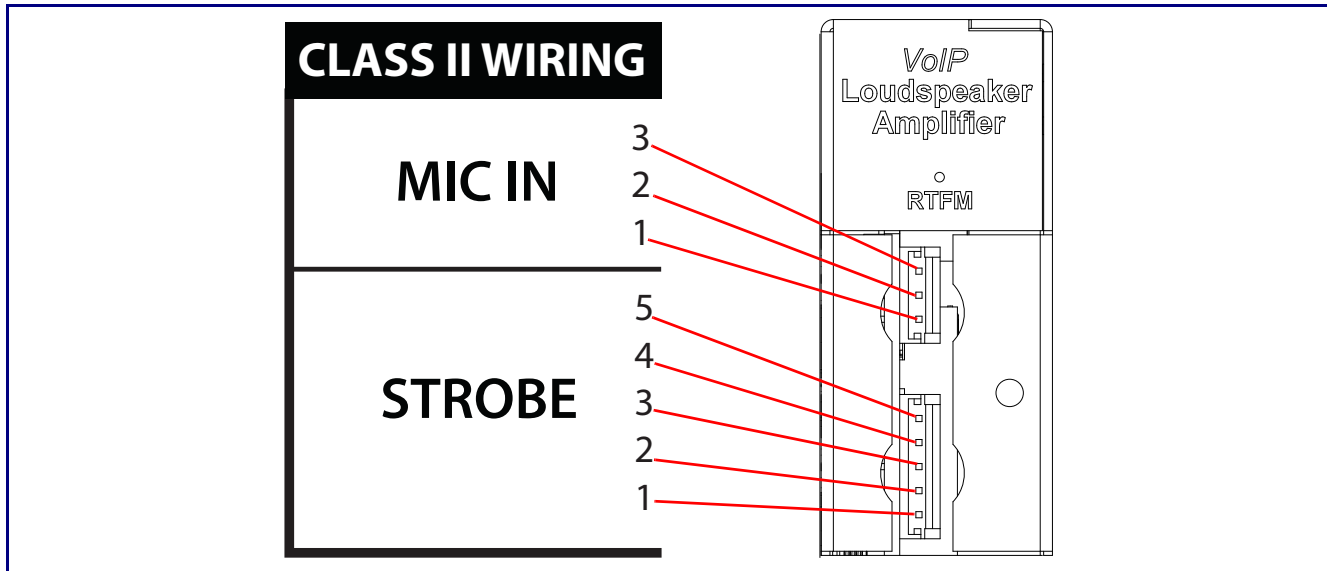 CLASS II WIRING
MIC IN
3
2
1
STROBE
5
4
3
2
1
VoIP
Loudspeaker
Amplifier
RTFM